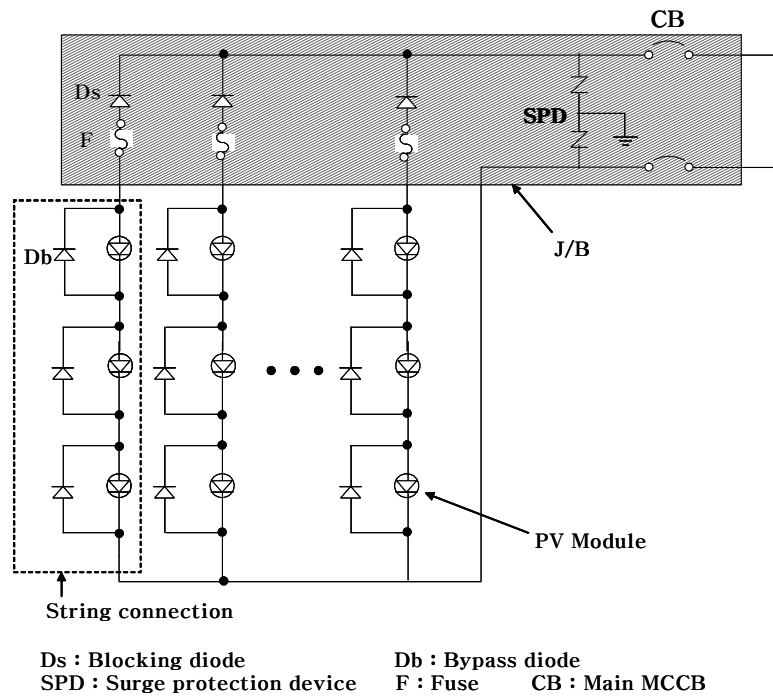 CB
Ds
SPD
F
J/B
Db
PV Module
String connection
Ds : Blocking diode Db : Bypass diode
SPD : Surge protection device F : Fuse CB : Main MCCB